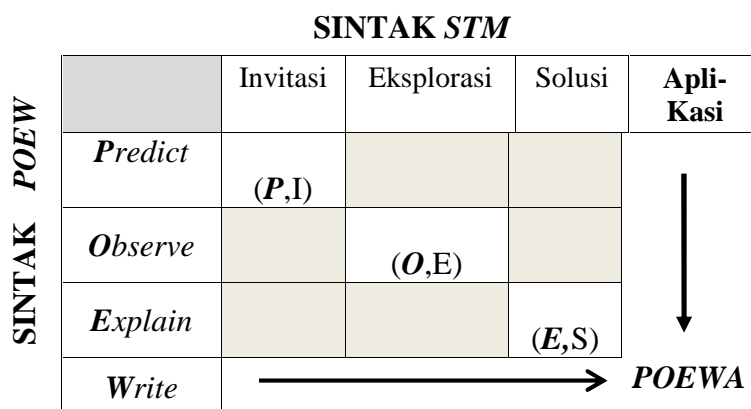 SINTAK STM
SINTAK POEW
Invitasi Eksplorasi Solusi Apli-
Kasi
Predict
(P,I)
Observe
(O,E)
Explain
(E,S)
Write POEWA